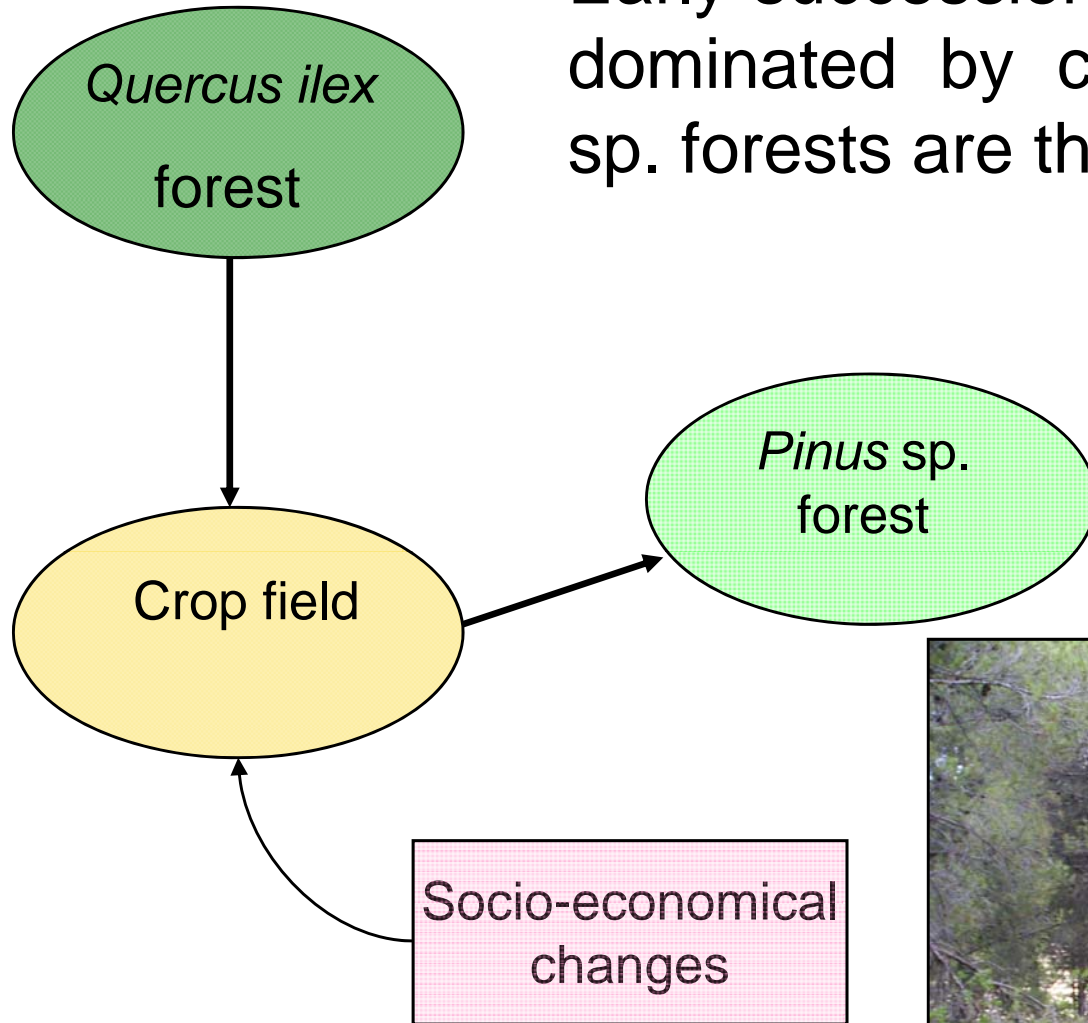 dominated by c
sp. forests are th
Quercus ilex
forest
Pinus sp.
forest
Crop field
Socio-economical
changes